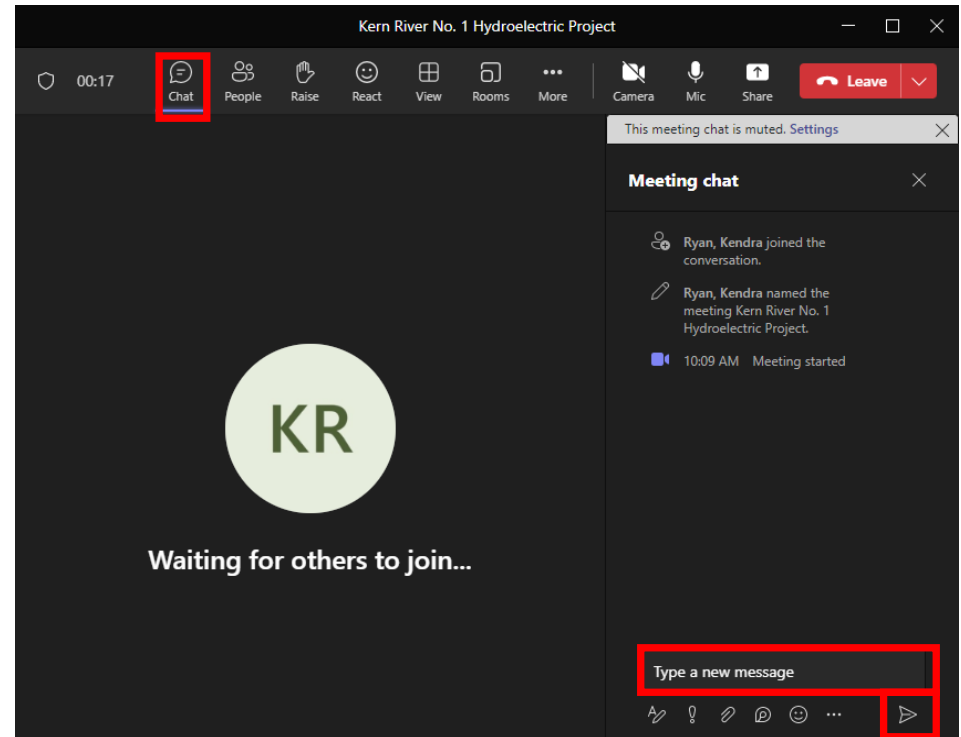 Kern River No. 1 Hydroelectric Project
00:17
Chat
People
Raise
React
View
Rooms
More
Camera
Mic
Share
Leave
This meeting chat is muted. Settings
Meeting chat
Ryan, Kendra joined the
conversation.
Ryan, Kendra named the
meeting Kern River No. 1
Hydroelectric Project.
10:09 AM Meeting started
KR
Waiting for others to join...
Type a new message